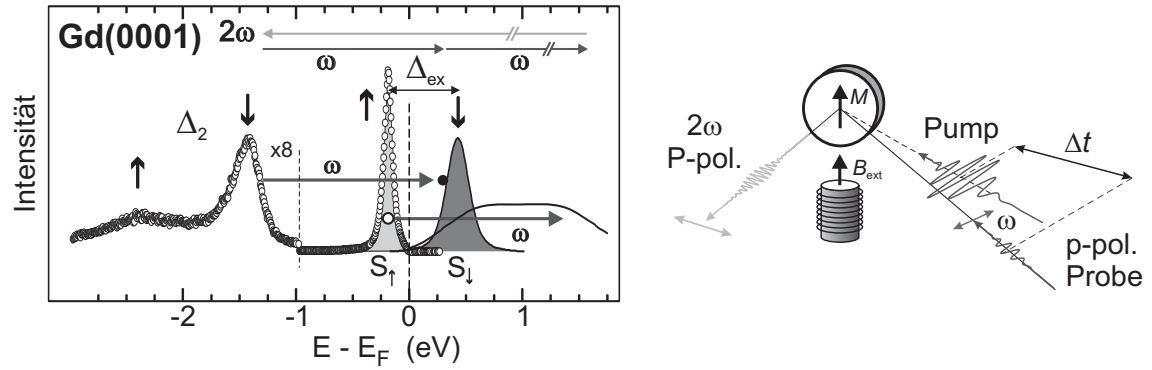 Gd(0001)
2ω
ω
ω
Δex
Δ2
x8
ω
ω
S↑
S↓
Intensität
-2
-1
0
1
E - EF (eV)
M
2ω
P-pol.
Pump
Δt
Bext
ω
p-pol.
Probe